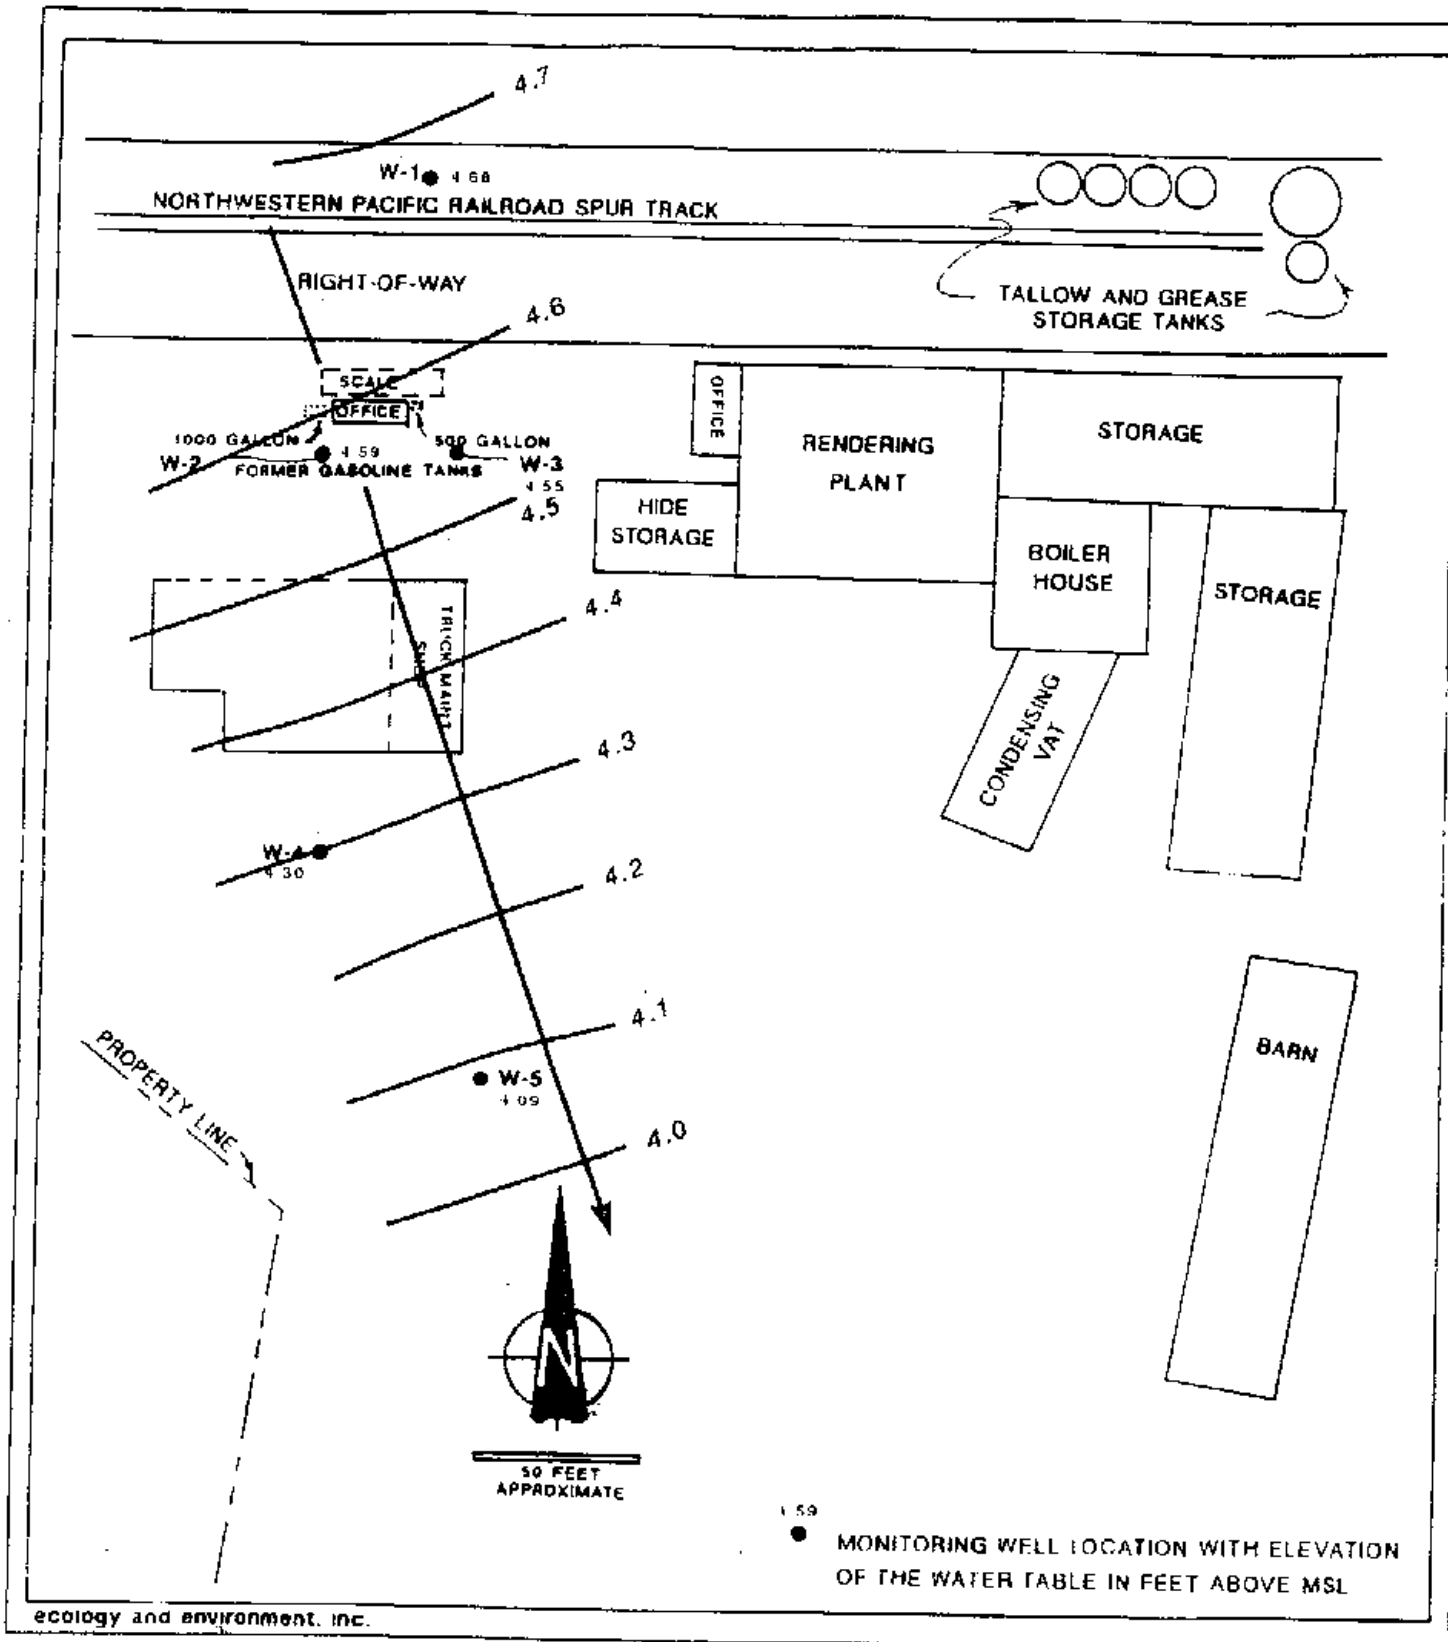 4.7
W-1 4.68
NORTHWESTERN PACIFIC RAILROAD SPUR TRACK
RIGHT-OF-WAY
TALLOW AND GREASE
STORAGE TANKS
4.6
SCALE
OFFICE
1000 GALLON
500 GALLON
W-2
4.59
W-3
FORMER GASOLINE TANKS
4.55
4.5
OFFICE
RENDERING
PLANT
STORAGE
HIDE
STORAGE
BOILER
HOUSE
STORAGE
4.4
TRUCK MAINT.
SHOP
CONDENSING
VAT
4.3
W-4
4.30
4.2
4.1
W-5
4.09
4.0
PROPERTY LINE
BARN
N
50 FEET
APPROXIMATE
4.59
MONITORING WELL LOCATION WITH ELEVATION
OF THE WATER TABLE IN FEET ABOVE MSL
ecology and environment, inc.